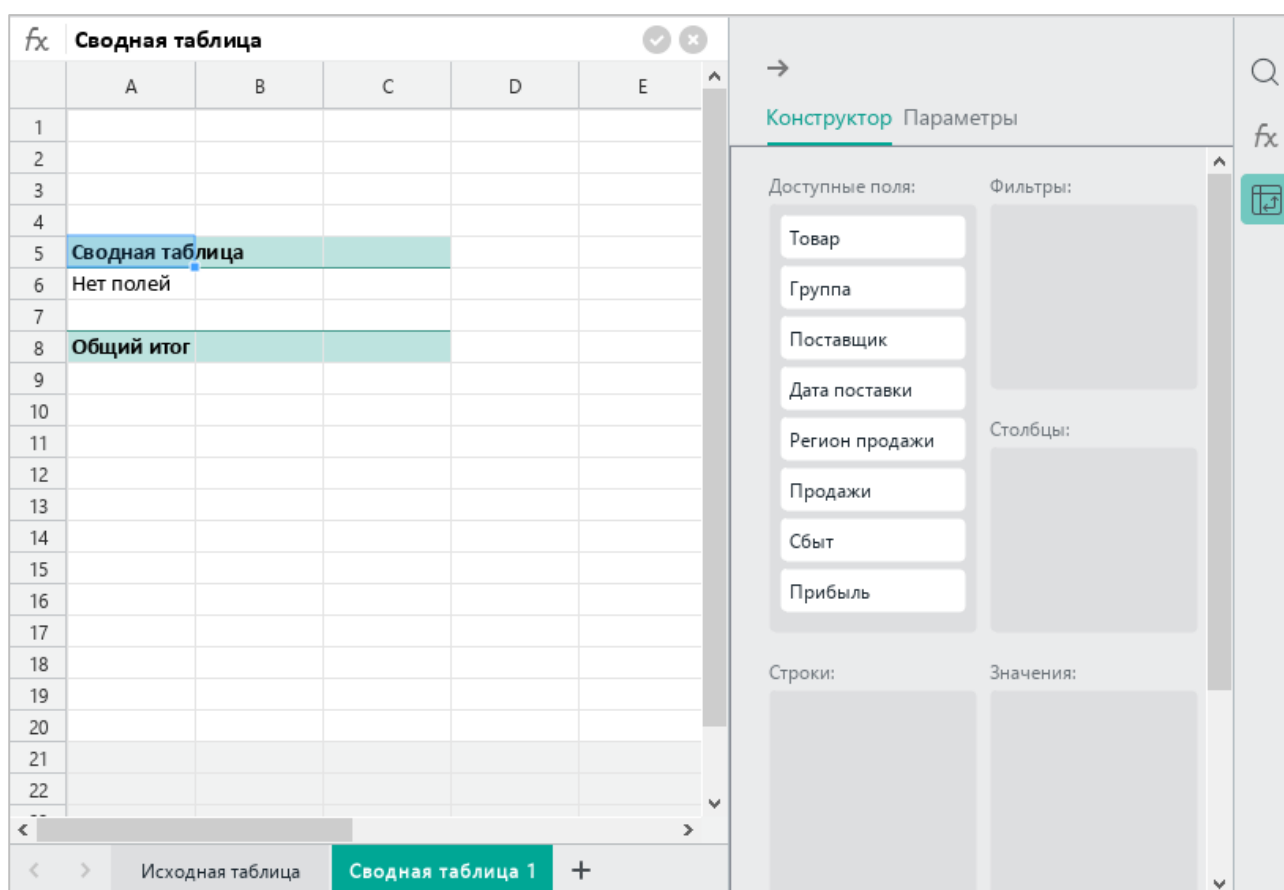 fx Сводная таблица
A B C D E
1
2
3
4
5 Сводная таблица
6 Нет полей
7
8 Общий итог
9
10
11
12
13
14
15
16
17
18
19
20
21
22
Исходная таблица Сводная таблица 1 +
Конструктор Параметры
Доступные поля:
Товар
Группа
Поставщик
Дата поставки
Регион продажи
Продажи
Сбыт
Прибыль
Фильтры:
Столбцы:
Строки:
Значения:
fx